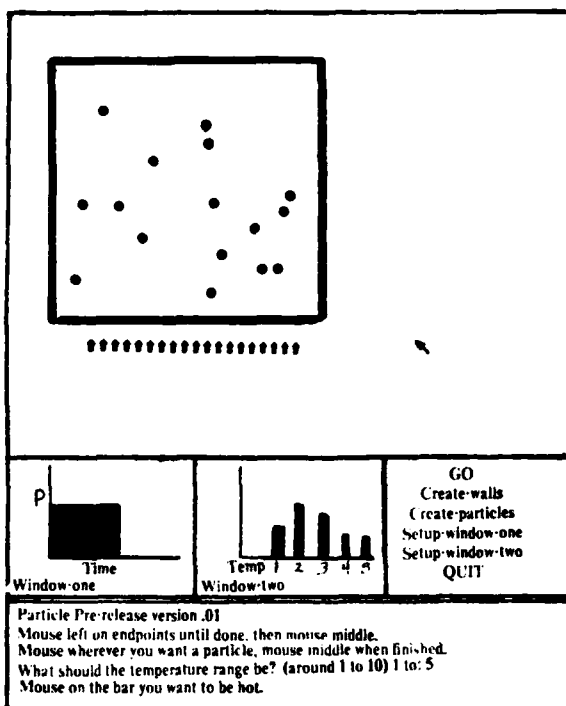 P
Time
Window-one
Temp 1 2 3 4 5
Window-two
GO
Create-walls
Create-particles
Setup-window-one
Setup-window-two
QUIT
Particle Pre-release version .01
Mouse left on endpoints until done, then mouse middle.
Mouse wherever you want a particle, mouse middle when finished.
What should the temperature range be? (around 1 to 10) 1 to: 5
Mouse on the bar you want to be hot.